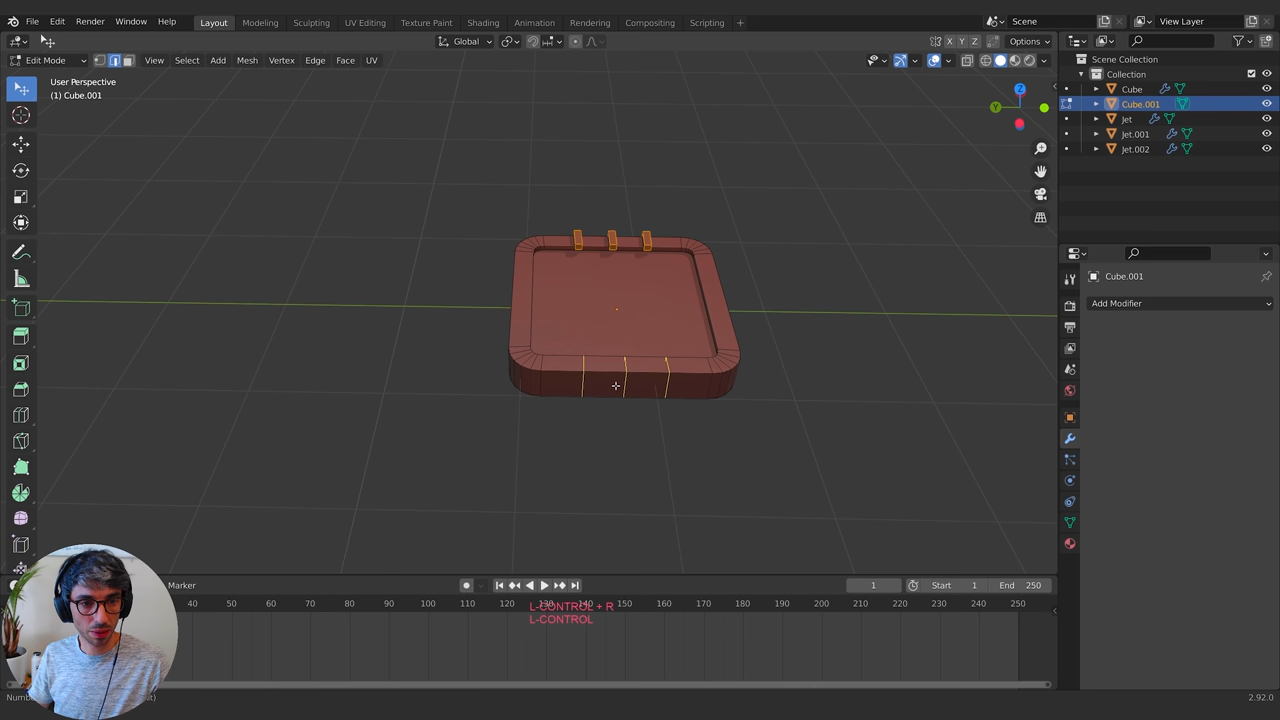 File Edit Render Window Help Layout Modeling Sculpting UV Editing Texture Paint Shading Animation Rendering Compositing Scripting + Scene View Layer
Global X Y Z Options
Edit Mode View Select Add Mesh Vertex Edge Face UV
User Perspective
(1) Cube.001
Z
Y
Scene Collection
Collection
Cube
Cube.001
Jet
Jet.001
Jet.002
Cube.001
Add Modifier
Marker 1 Start 1 End 250
40 50 60 70 80 90 100 110 120 130 140 150 160 170 180 190 200 210 220 230 240 250
L-CONTROL + R
L-CONTROL
2.92.0